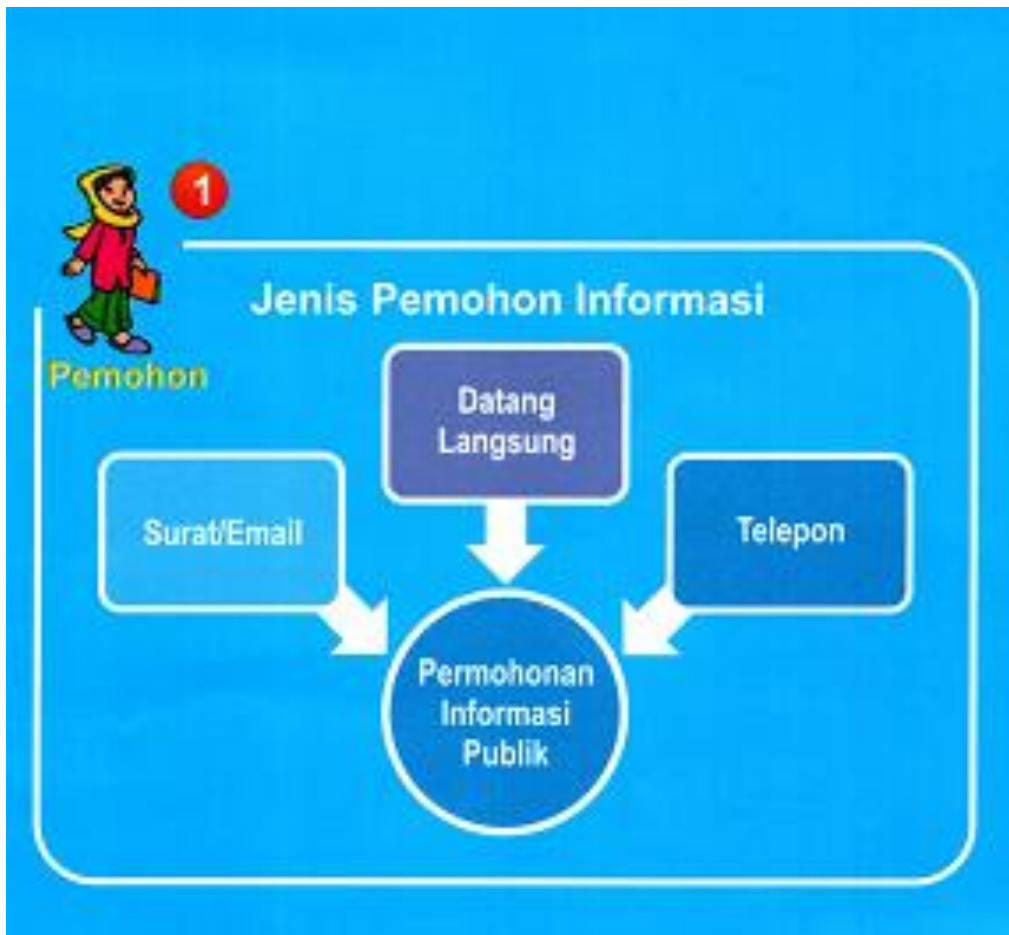 1
Jenis Pemohon Informasi
Pemohon
Datang
Langsung
Surat/Email
Telepon
Permohonan
Informasi
Publik